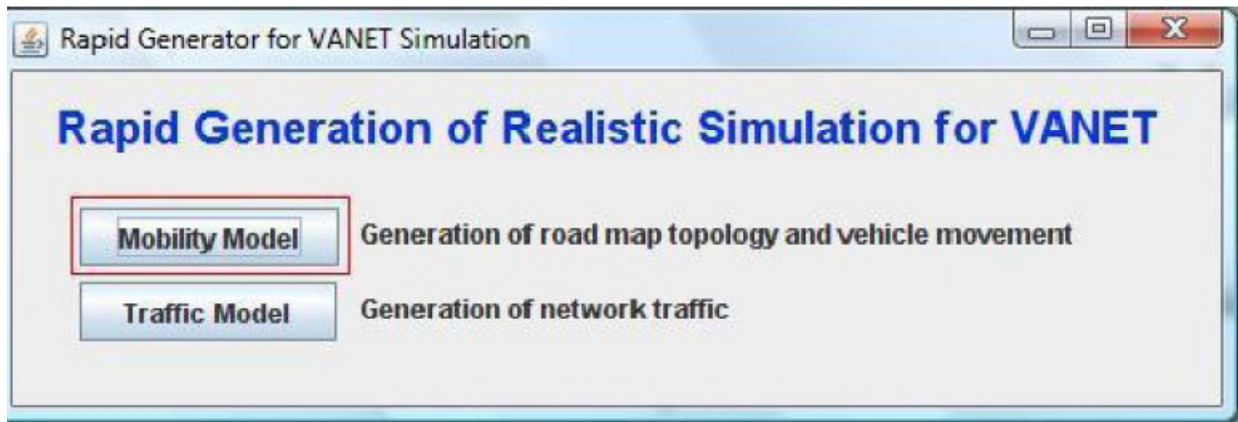 Rapid Generator for VANET Simulation
Rapid Generation of Realistic Simulation for VANET
Mobility Model Generation of road map topology and vehicle movement
Traffic Model Generation of network traffic